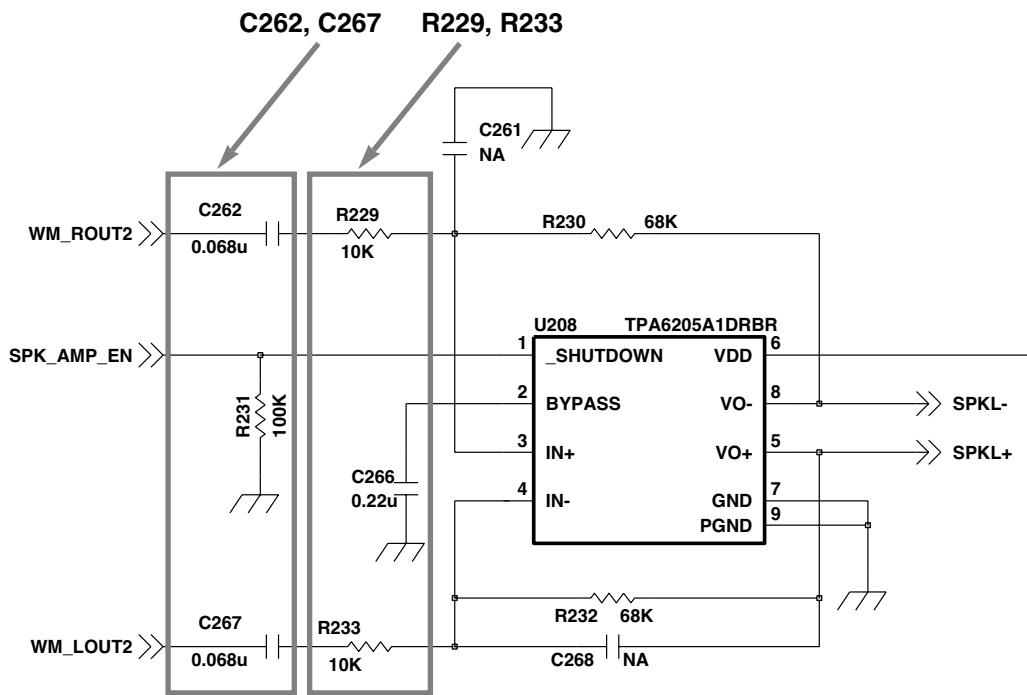 C262, C267 R229, R233
C261
NA
C262
0.068u
WM_ROUT2
R229
10K
R230 68K
U208 TPA6205A1DRBR
SPK_AMP_EN
1 _SHUTDOWN VDD 6
R231
100K
2 BYPASS VO- 8 SPKL-
3 IN+ VO+ 5 SPKL+
C266
0.22u
4 IN- GND 7
PGND 9
R232 68K
C267
0.068u
WM_LOUT2
R233
10K
C268 NA